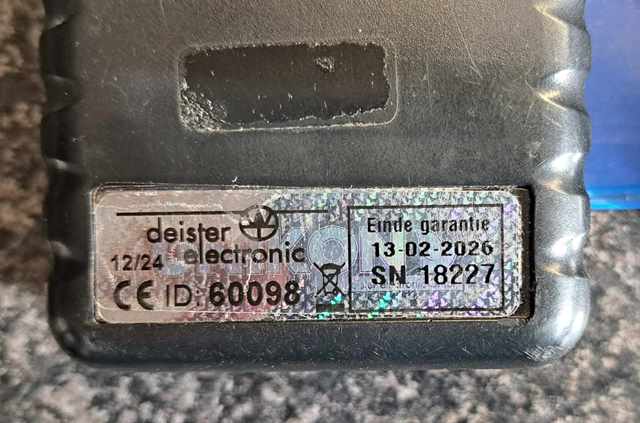 deister
electronic
12/24
CE ID: 60098
Einde garantie
13-02-2026
SN 18227